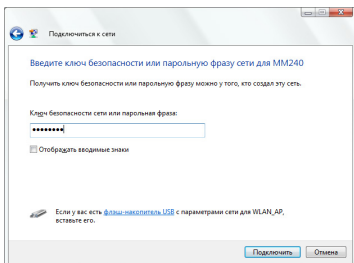 Подключиться к сети
Введите ключ безопасности или парольную фразу сети для MM240
Получить ключ безопасности или парольную фразу можно у того, кто создал эту сеть.
Ключ безопасности сети или парольная фраза:
••••••••
Отображать вводимые знаки
Если у вас есть флэш-накопитель USB с параметрами сети для WLAN_AP,
вставьте его.
Подключить Отмена